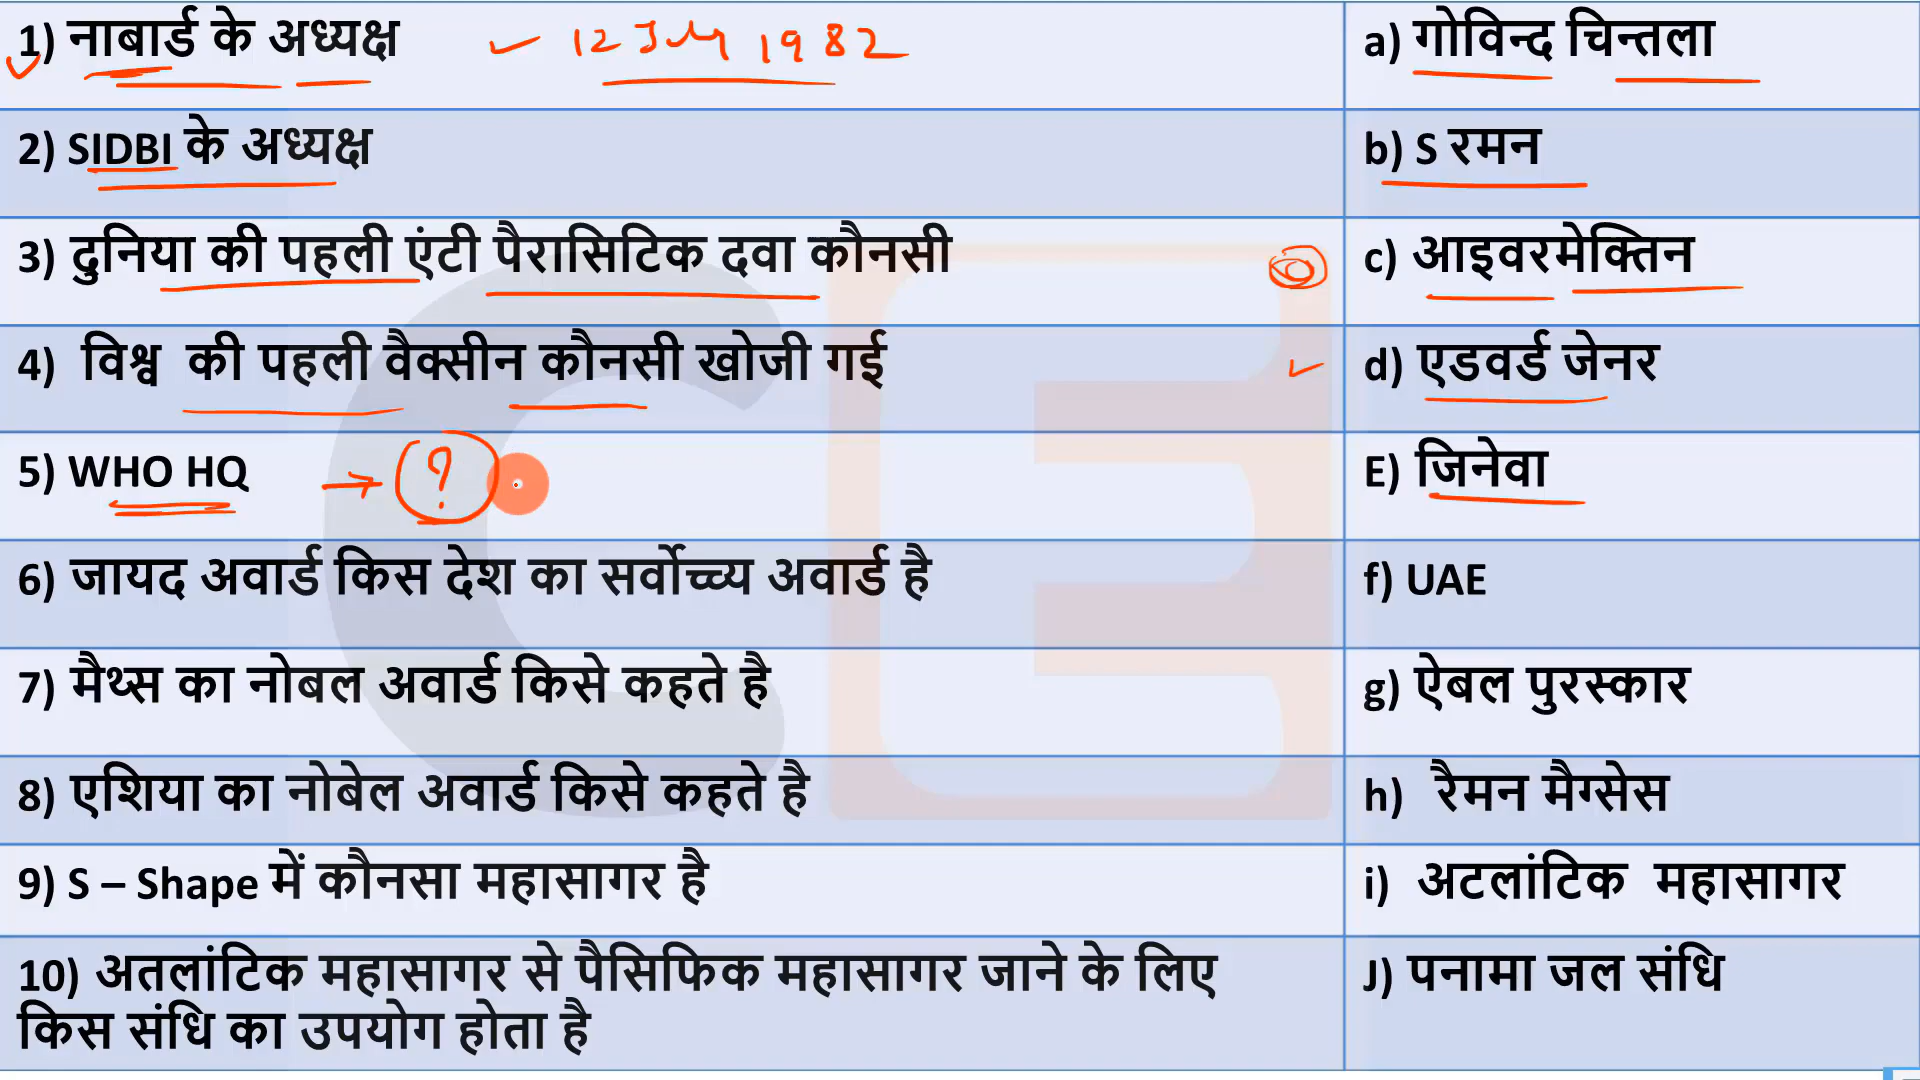 1) नाबार्ड के अध्यक्ष 12 July 1982 a) गोविन्द चिन्तला
2) SIDBI के अध्यक्ष b) S रमन
3) दुनिया की पहली एंटी पैरासिटिक दवा कौनसी c) आइवरमेक्तिन
4) विश्व की पहली वैक्सीन कौनसी खोजी गई d) एडवर्ड जेनर
5) WHO HQ → ? E) जिनेवा
6) जायद अवार्ड किस देश का सर्वोच्च्य अवार्ड है f) UAE
7) मैथ्स का नोबल अवार्ड किसे कहते है g) ऐबल पुरस्कार
8) एशिया का नोबेल अवार्ड किसे कहते है h) रैमन मैग्सेस
9) S – Shape में कौनसा महासागर है i) अटलांटिक महासागर
10) अतलांटिक महासागर से पैसिफिक महासागर जाने के लिए J) पनामा जल संधि
किस संधि का उपयोग होता है